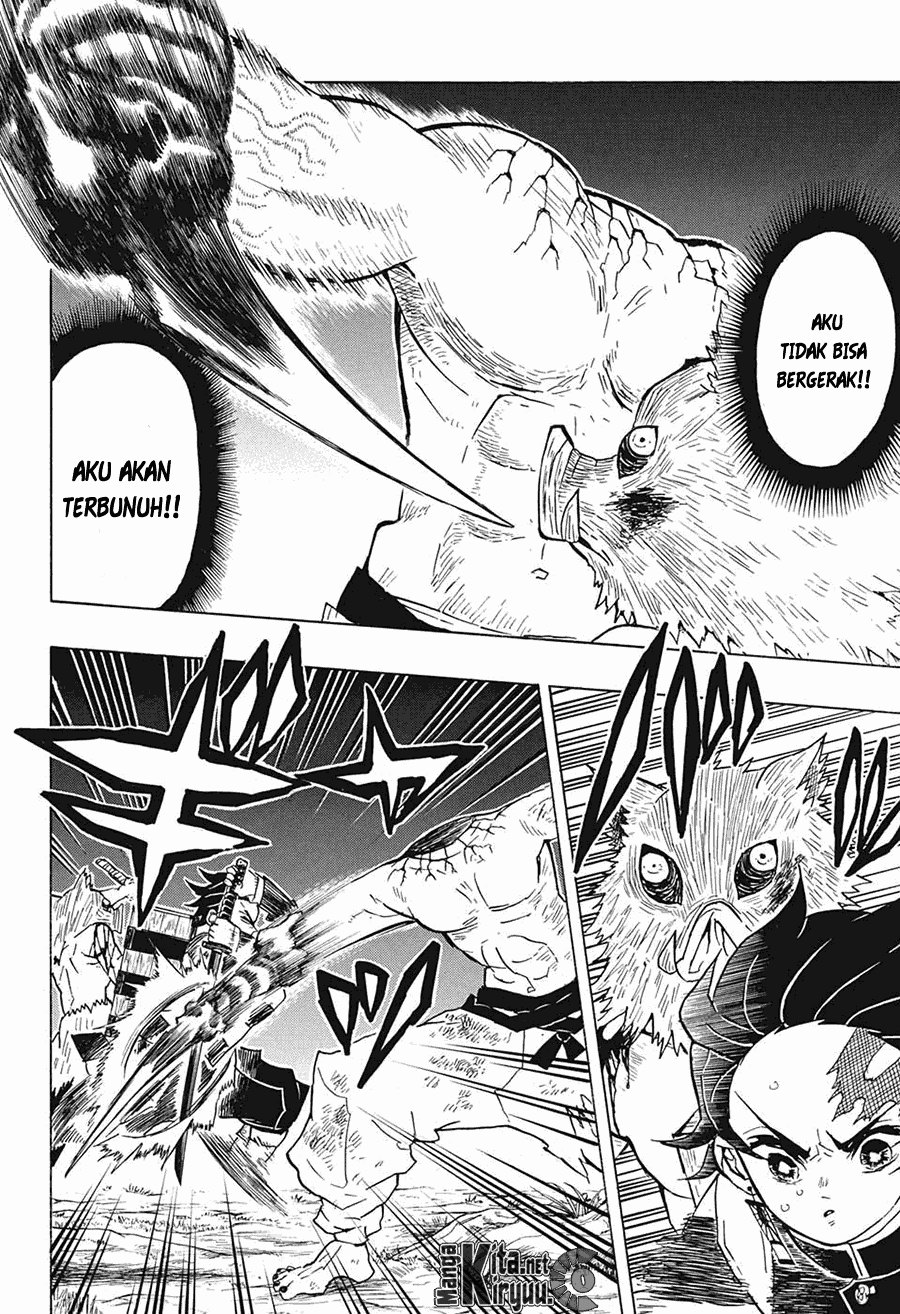 AKU
TIDAK BISA
BERGERAK!!
AKU AKAN
TERBUNUH!!
Manga
Kita.net
Kiryuu.